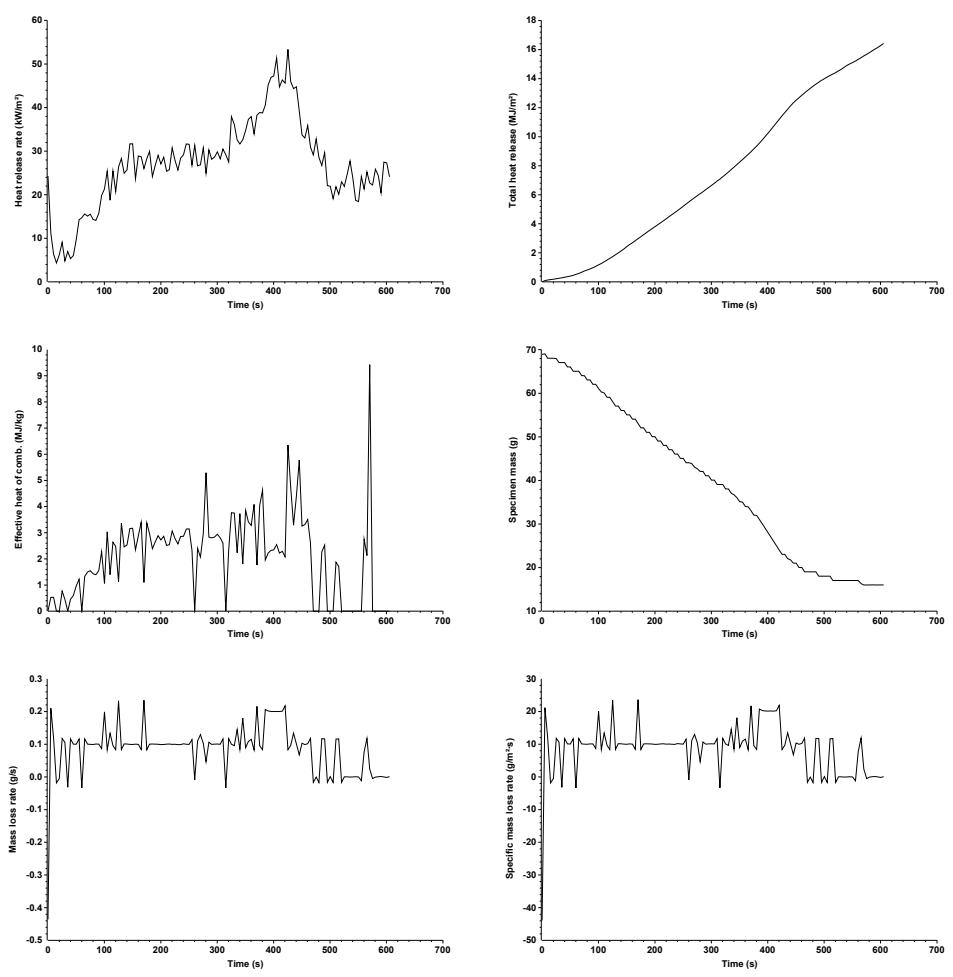 Heat release rate (kW/m²)
60
50
40
30
20
10
0
0 100 200 300 400 500 600 700
Time (s)
Total heat release (MJ/m²)
18
16
14
12
10
8
6
4
2
0
0 100 200 300 400 500 600 700
Time (s)
Effective heat of comb. (MJ/kg)
10
9
8
7
6
5
4
3
2
1
0
0 100 200 300 400 500 600 700
Time (s)
Specimen mass (g)
70
60
50
40
30
20
10
0 100 200 300 400 500 600 700
Time (s)
Mass loss rate (g/s)
0.3
0.2
0.1
0.0
-0.1
-0.2
-0.3
-0.4
-0.5
0 100 200 300 400 500 600 700
Time (s)
Specific mass loss rate (g/m²·s)
30
20
10
0
-10
-20
-30
-40
-50
0 100 200 300 400 500 600 700
Time (s)